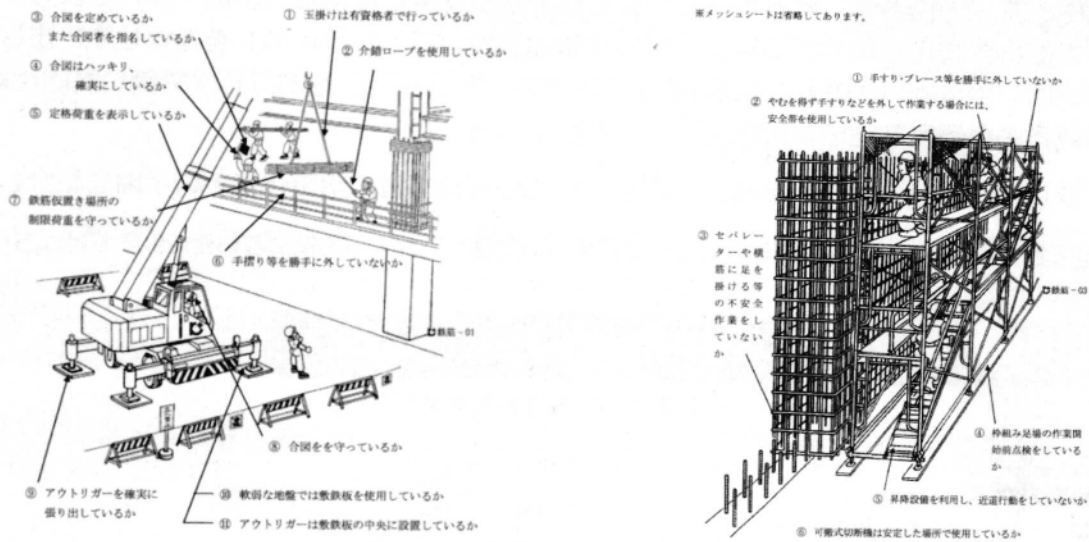 ① 玉掛けは有資格者で行っているか
② 介錯ロープを使用しているか
③ 合図を定めているか
また合図者を指名しているか
④ 合図はハッキリ、
確実にしているか
⑤ 定格荷重を表示しているか
⑦ 鉄筋仮置き場所の
制限荷重を守っているか
⑥ 手摺り等を勝手に外していないか
鉄筋-01
⑧ 合図をを守っているか
⑨ アウトリガーを確実に
張り出しているか
⑩ 軟弱な地盤では敷鉄板を使用しているか
⑪ アウトリガーは敷鉄板の中央に設置しているか
※メッシュシートは省略してあります。
① 手すり・ブレース等を勝手に外していないか
② やむを得ず手すりなどを外して作業する場合には、
安全帯を使用しているか
③ セパレー
ターや横
筋に足を
掛ける等
の不安全
作業をし
ていない
か
鉄筋-03
④ 枠組み足場の作業開
始前点検をしている
か
⑤ 昇降設備を利用し、近道行動をしていないか
⑥ 可搬式切断機は安定した場所で使用しているか